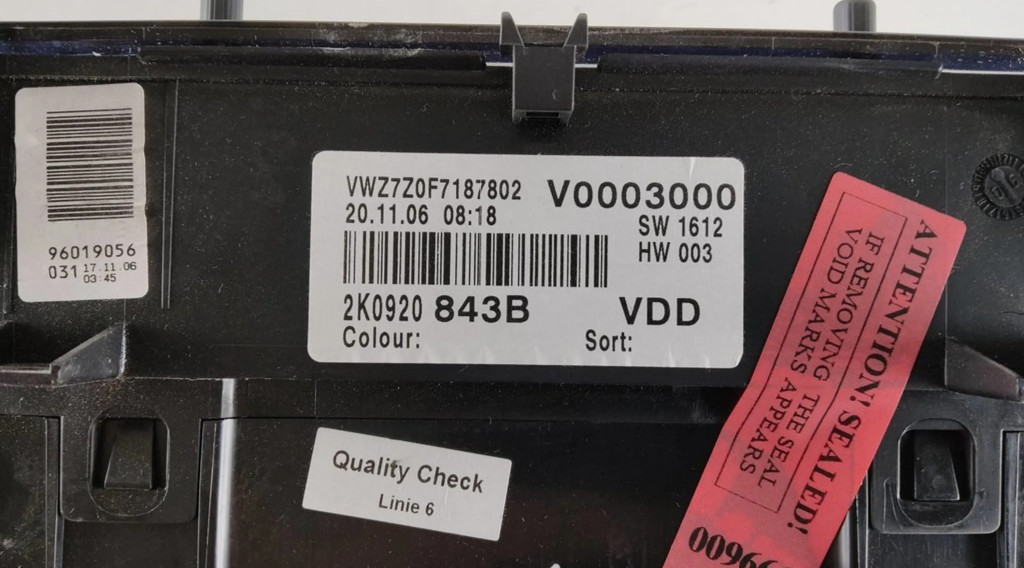 96019056
031 17.11.06
03:45
VWZ7Z0F7187802 V0003000
20.11.06 08:18 SW 1612
HW 003
2K0920 843B VDD
Colour: Sort:
Quality Check
Linie 6
ATTENTION! SEALED!
IF REMOVING THE SEAL
VOID MARKS APPEARS